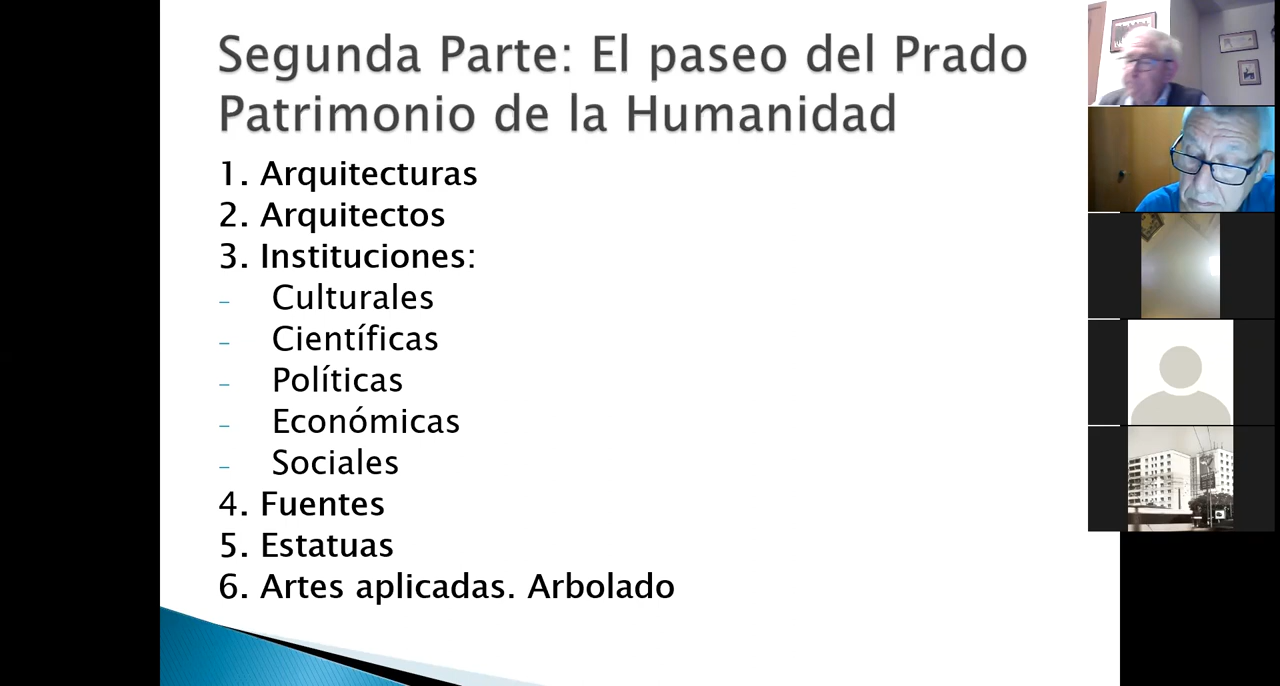 Segunda Parte: El paseo del Prado
Patrimonio de la Humanidad
1. Arquitecturas
2. Arquitectos
3. Instituciones:
– Culturales
– Científicas
– Políticas
– Económicas
– Sociales
4. Fuentes
5. Estatuas
6. Artes aplicadas. Arbolado